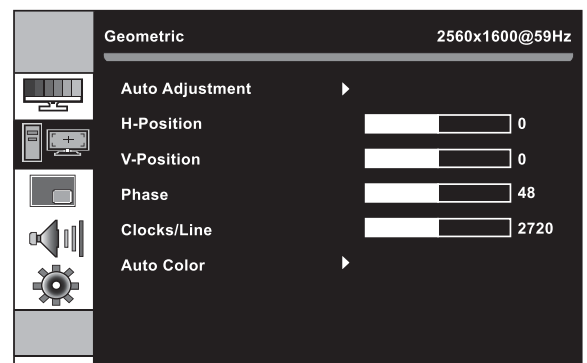 Geometric 2560x1600@59Hz
Auto Adjustment
H-Position 0
V-Position 0
Phase 48
Clocks/Line 2720
Auto Color